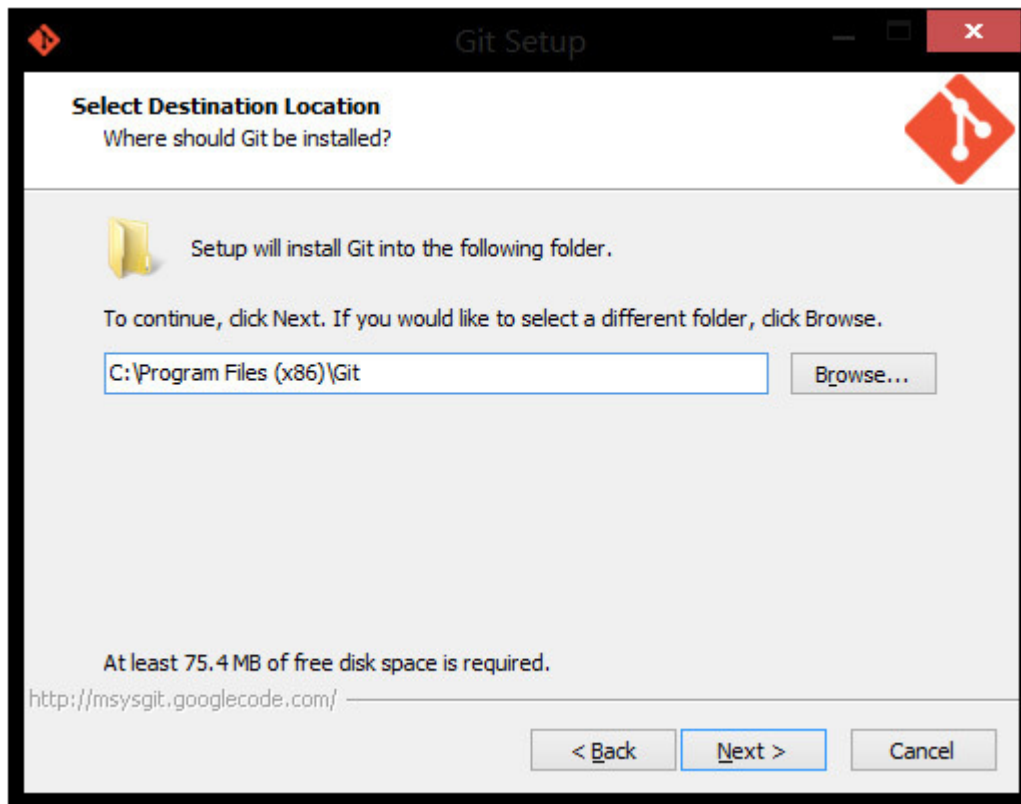 Git Setup
Select Destination Location
Where should Git be installed?
Setup will install Git into the following folder.
To continue, click Next. If you would like to select a different folder, click Browse.
C:\Program Files (x86)\Git
Browse...
At least 75.4 MB of free disk space is required.
http://msysgit.googlecode.com/
< Back
Next >
Cancel